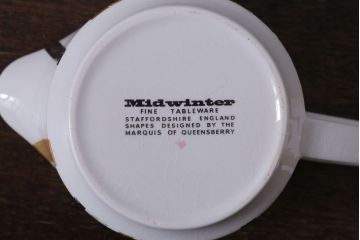 Midwinter
FINE TABLEWARE
STAFFORDSHIRE ENGLAND
SHAPES DESIGNED BY THE
MARQUIS OF QUEENSBERRY